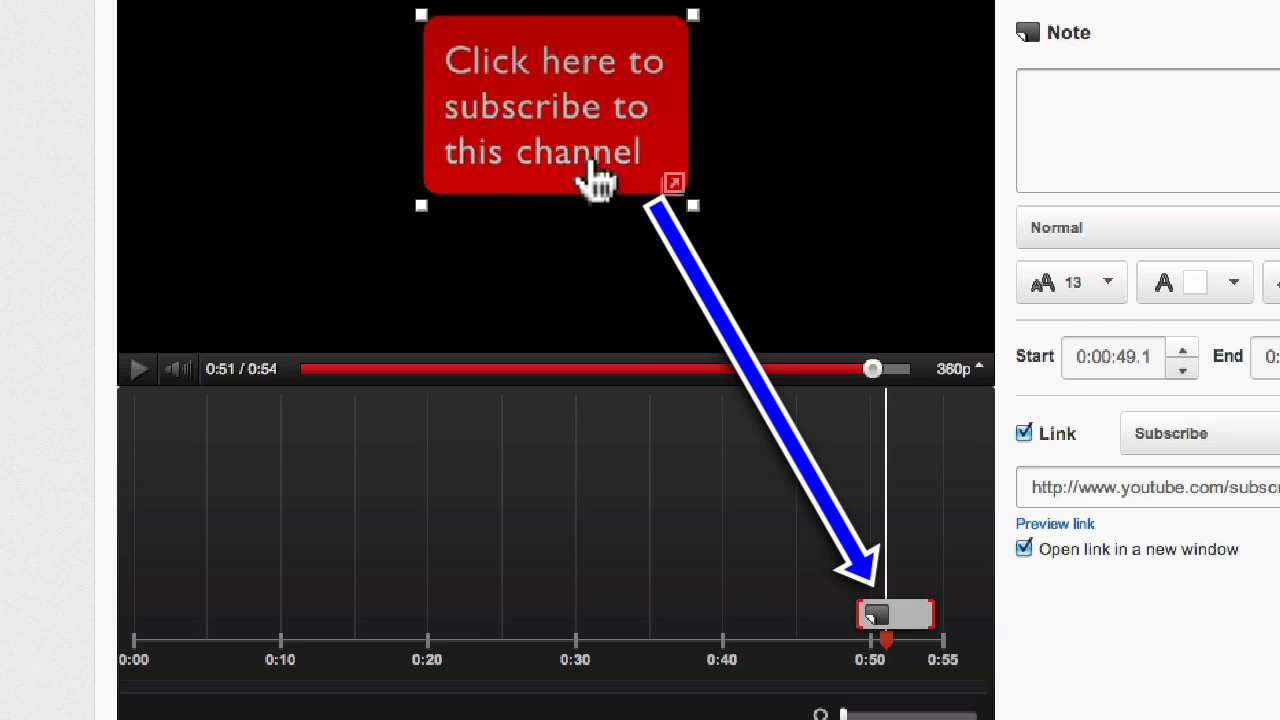 Click here to
subscribe to
this channel
Note
Normal
13
A
Start 0:00:49.1 End 0:
0:51 / 0:54
360p
Link Subscribe
http://www.youtube.com/subscr
Preview link
Open link in a new window
0:00 0:10 0:20 0:30 0:40 0:50 0:55